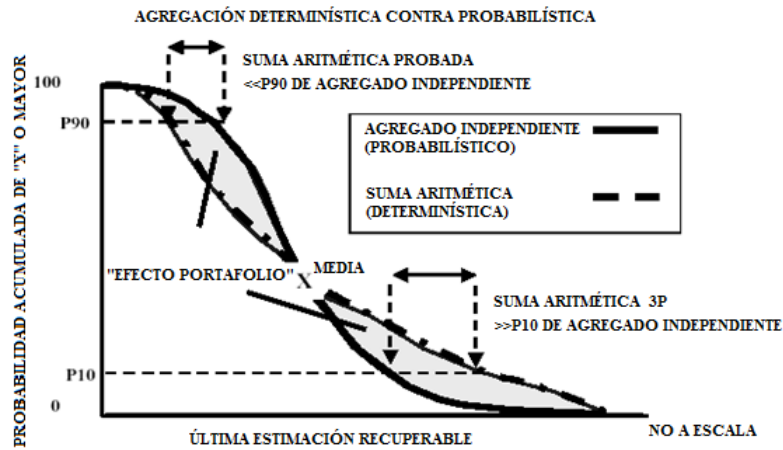 AGREGACIÓN DETERMINÍSTICA CONTRA PROBABILÍSTICA
SUMA ARITMÉTICA PROBADA
<<P90 DE AGREGADO INDEPENDIENTE
PROBABILIDAD ACUMULADA DE "X" O MAYOR
100
P90
AGREGADO INDEPENDIENTE
(PROBABILÍSTICO)
SUMA ARITMÉTICA
(DETERMINÍSTICA)
"EFECTO PORTAFOLIO"
X MEDIA
SUMA ARITMÉTICA 3P
>>P10 DE AGREGADO INDEPENDIENTE
P10
0
NO A ESCALA
ÚLTIMA ESTIMACIÓN RECUPERABLE